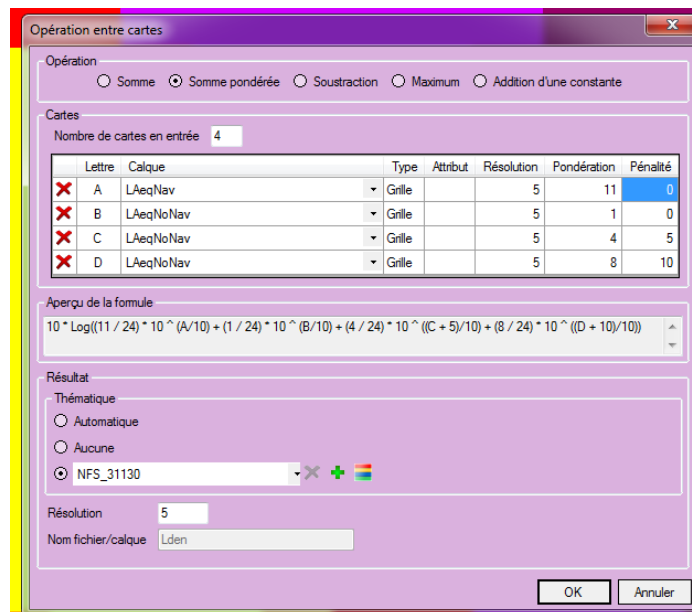 Opération entre cartes
Opération
Somme Somme pondérée Soustraction Maximum Addition d'une constante
Cartes
Nombre de cartes en entrée 4
Lettre Calque Type Attribut Résolution Pondération Pénalité
A LAeqNav Grille 5 11 0
B LAeqNoNav Grille 5 1 0
C LAeqNoNav Grille 5 4 5
D LAeqNoNav Grille 5 8 10
Aperçu de la formule
10 * Log((11 / 24) * 10 ^ (A/10) + (1 / 24) * 10 ^ (B/10) + (4 / 24) * 10 ^ ((C + 5)/10) + (8 / 24) * 10 ^ ((D + 10)/10))
Résultat
Thématique
Automatique
Aucune
NFS_31130
Résolution 5
Nom fichier/calque Lden
OK Annuler